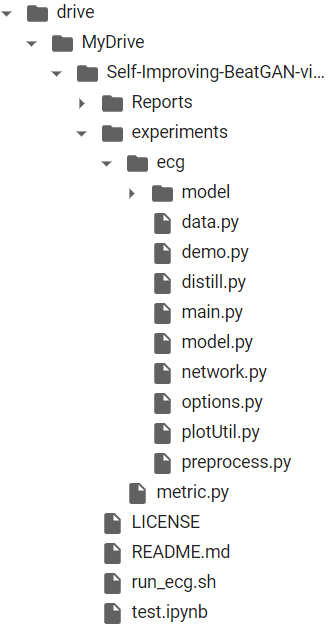 drive
MyDrive
Self-Improving-BeatGAN-vi...
Reports
experiments
ecg
model
data.py
demo.py
distill.py
main.py
model.py
network.py
options.py
plotUtil.py
preprocess.py
metric.py
LICENSE
README.md
run_ecg.sh
test.ipynb